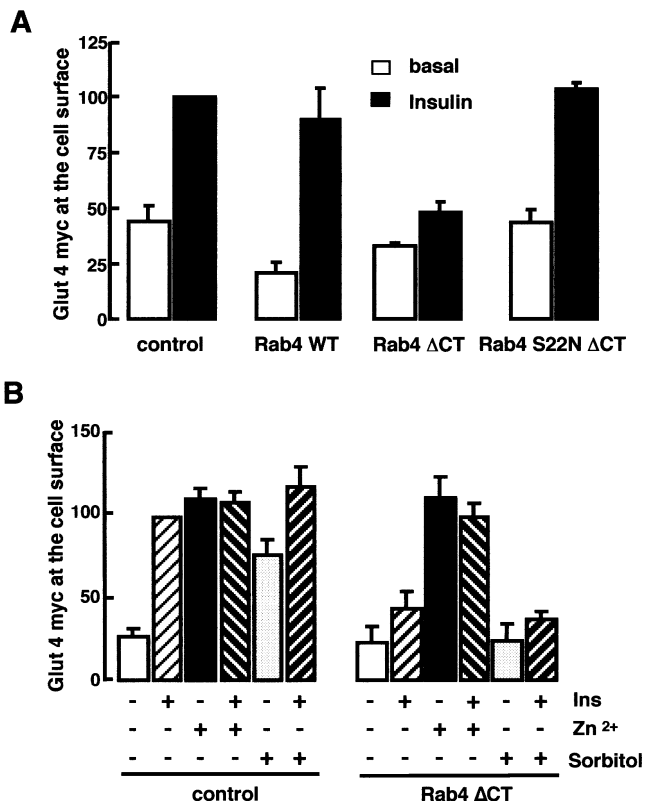 A
Glut 4 myc at the cell surface
125
100
75
50
25
0
basal
Insulin
control Rab4 WT Rab4 ΔCT Rab4 S22N ΔCT
B
Glut 4 myc at the cell surface
150
100
50
0
- + - + - + - + - + - + Ins
- - + + - - - - + + - - Zn 2+
- - - - + + - - - - + + Sorbitol
control Rab4 ΔCT